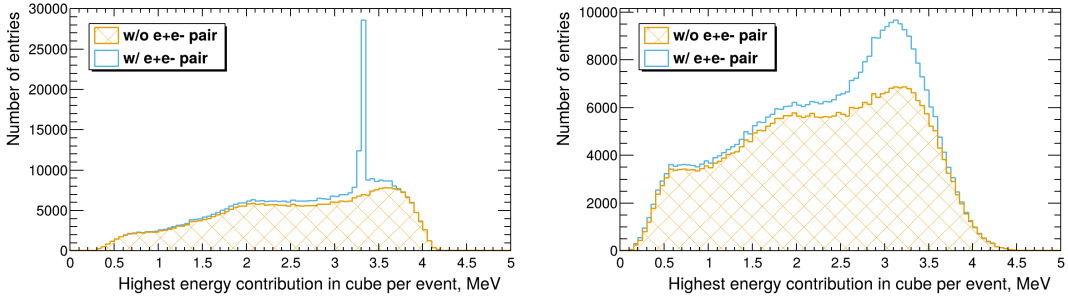 Number of entries
30000
25000
20000
15000
10000
5000
0
w/o e+e- pair
w/ e+e- pair
0 0.5 1 1.5 2 2.5 3 3.5 4 4.5 5
Highest energy contribution in cube per event, MeV
Number of entries
10000
8000
6000
4000
2000
0
w/o e+e- pair
w/ e+e- pair
0 0.5 1 1.5 2 2.5 3 3.5 4 4.5 5
Highest energy contribution in cube per event, MeV